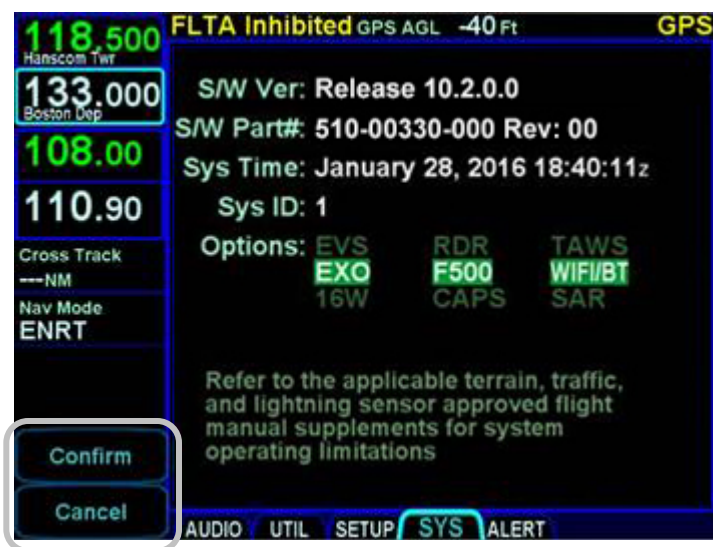 118.500
Hanscom Twr
133.000
Boston Dep
108.00
110.90
Cross Track
---NM
Nav Mode
ENRT
Confirm
Cancel
FLTA Inhibited GPS AGL -40 Ft GPS
S/W Ver: Release 10.2.0.0
S/W Part#: 510-00330-000 Rev: 00
Sys Time: January 28, 2016 18:40:11z
Sys ID: 1
Options: EVS RDR TAWS
EXO F500 WIFI/BT
16W CAPS SAR
Refer to the applicable terrain, traffic,
and lightning sensor approved flight
manual supplements for system
operating limitations
AUDIO UTIL SETUP SYS ALERT